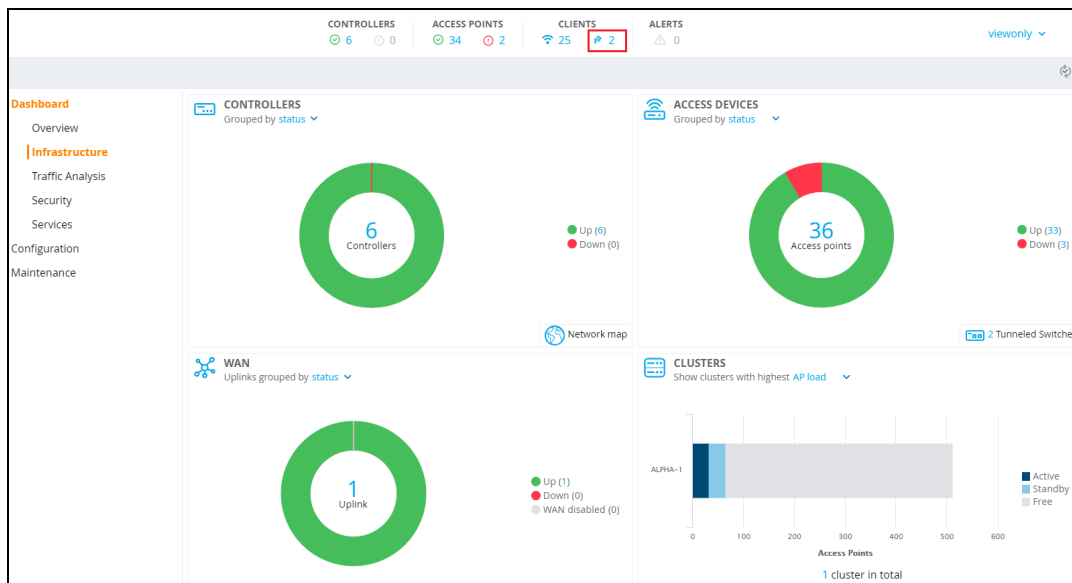 CONTROLLERS ACCESS POINTS CLIENTS ALERTS
6 0 34 2 25 2 0
viewonly
Dashboard
Overview
Infrastructure
Traffic Analysis
Security
Services
Configuration
Maintenance
CONTROLLERS
Grouped by status
6
Controllers
Up (6)
Down (0)
Network map
ACCESS DEVICES
Grouped by status
36
Access points
Up (33)
Down (3)
2 Tunneled Switche
WAN
Uplinks grouped by status
1
Uplink
Up (1)
Down (0)
WAN disabled (0)
CLUSTERS
Show clusters with highest AP load
ALPHA-1
Active
Standby
Free
0 100 200 300 400 500 600
Access Points
1 cluster in total